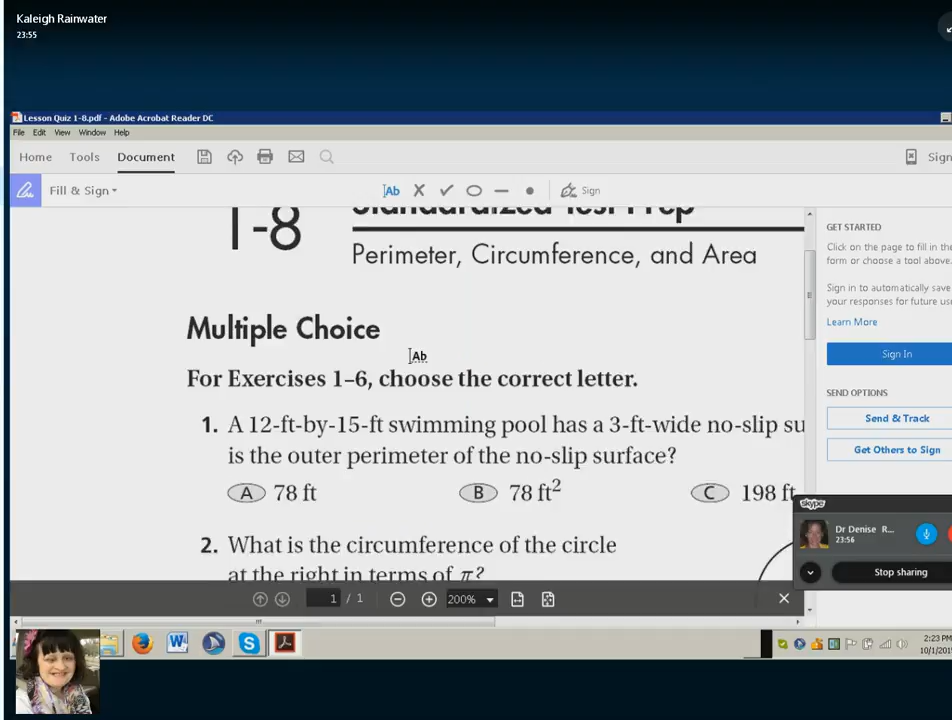 Kaleigh Rainwater
23:55
Lesson Quiz 1-8.pdf - Adobe Acrobat Reader DC
File Edit View Window Help
Home Tools Document Sign
Fill & Sign Ab Sign
1-8 Standardized Test Prep
Perimeter, Circumference, and Area
Multiple Choice
Ab
For Exercises 1–6, choose the correct letter.
1. A 12-ft-by-15-ft swimming pool has a 3-ft-wide no-slip su
is the outer perimeter of the no-slip surface?
A 78 ft B 78 ft² C 198 ft
2. What is the circumference of the circle
at the right in terms of π?
GET STARTED
Click on the page to fill in the
form or choose a tool above.
Sign in to automatically save
your responses for future us
Learn More
Sign In
SEND OPTIONS
Send & Track
Get Others to Sign
skype
Dr Denise R...
23:56
Stop sharing
1 / 1 200%
W S
2:23 PM
10/1/201